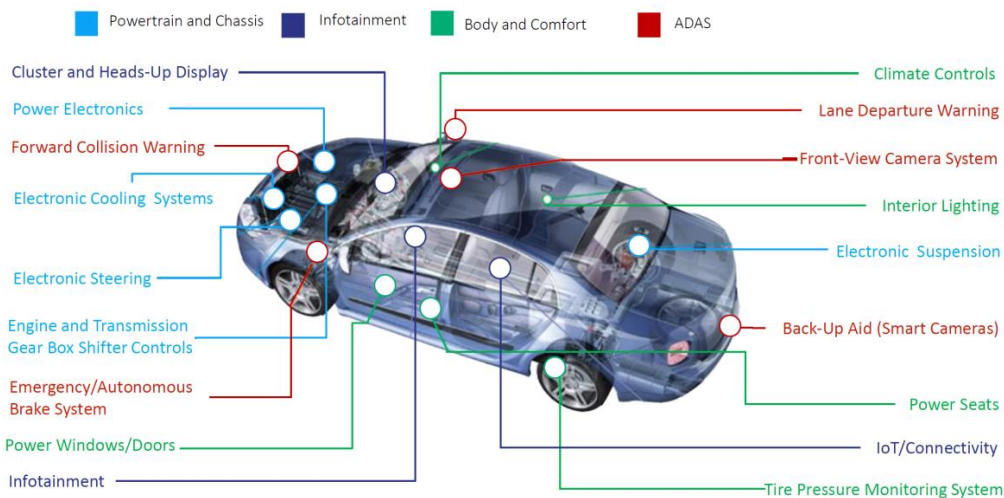 Powertrain and Chassis
Infotainment
Body and Comfort
ADAS
Cluster and Heads-Up Display
Power Electronics
Forward Collision Warning
Electronic Cooling Systems
Electronic Steering
Engine and Transmission
Gear Box Shifter Controls
Emergency/Autonomous
Brake System
Power Windows/Doors
Infotainment
Climate Controls
Lane Departure Warning
Front-View Camera System
Interior Lighting
Electronic Suspension
Back-Up Aid (Smart Cameras)
Power Seats
IoT/Connectivity
Tire Pressure Monitoring System